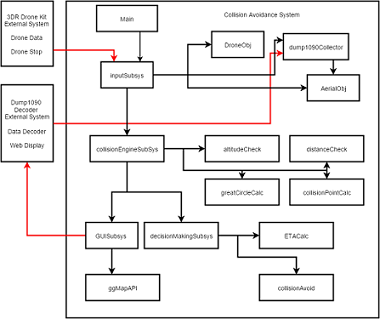 3DR Drone Kit
External System
Drone Data
Drone Stop
Main
Collision Avoidance System
DroneObj
dump1090Collector
inputSubsys
AerialObj
Dump1090
Decoder
External System
Data Decoder
Web Display
collisionEngineSubSys
altitudeCheck
distanceCheck
greatCircleCalc
collisionPointCalc
GUISubsys
decisionMakingSubsys
ETACalc
ggMapAPI
collisionAvoid